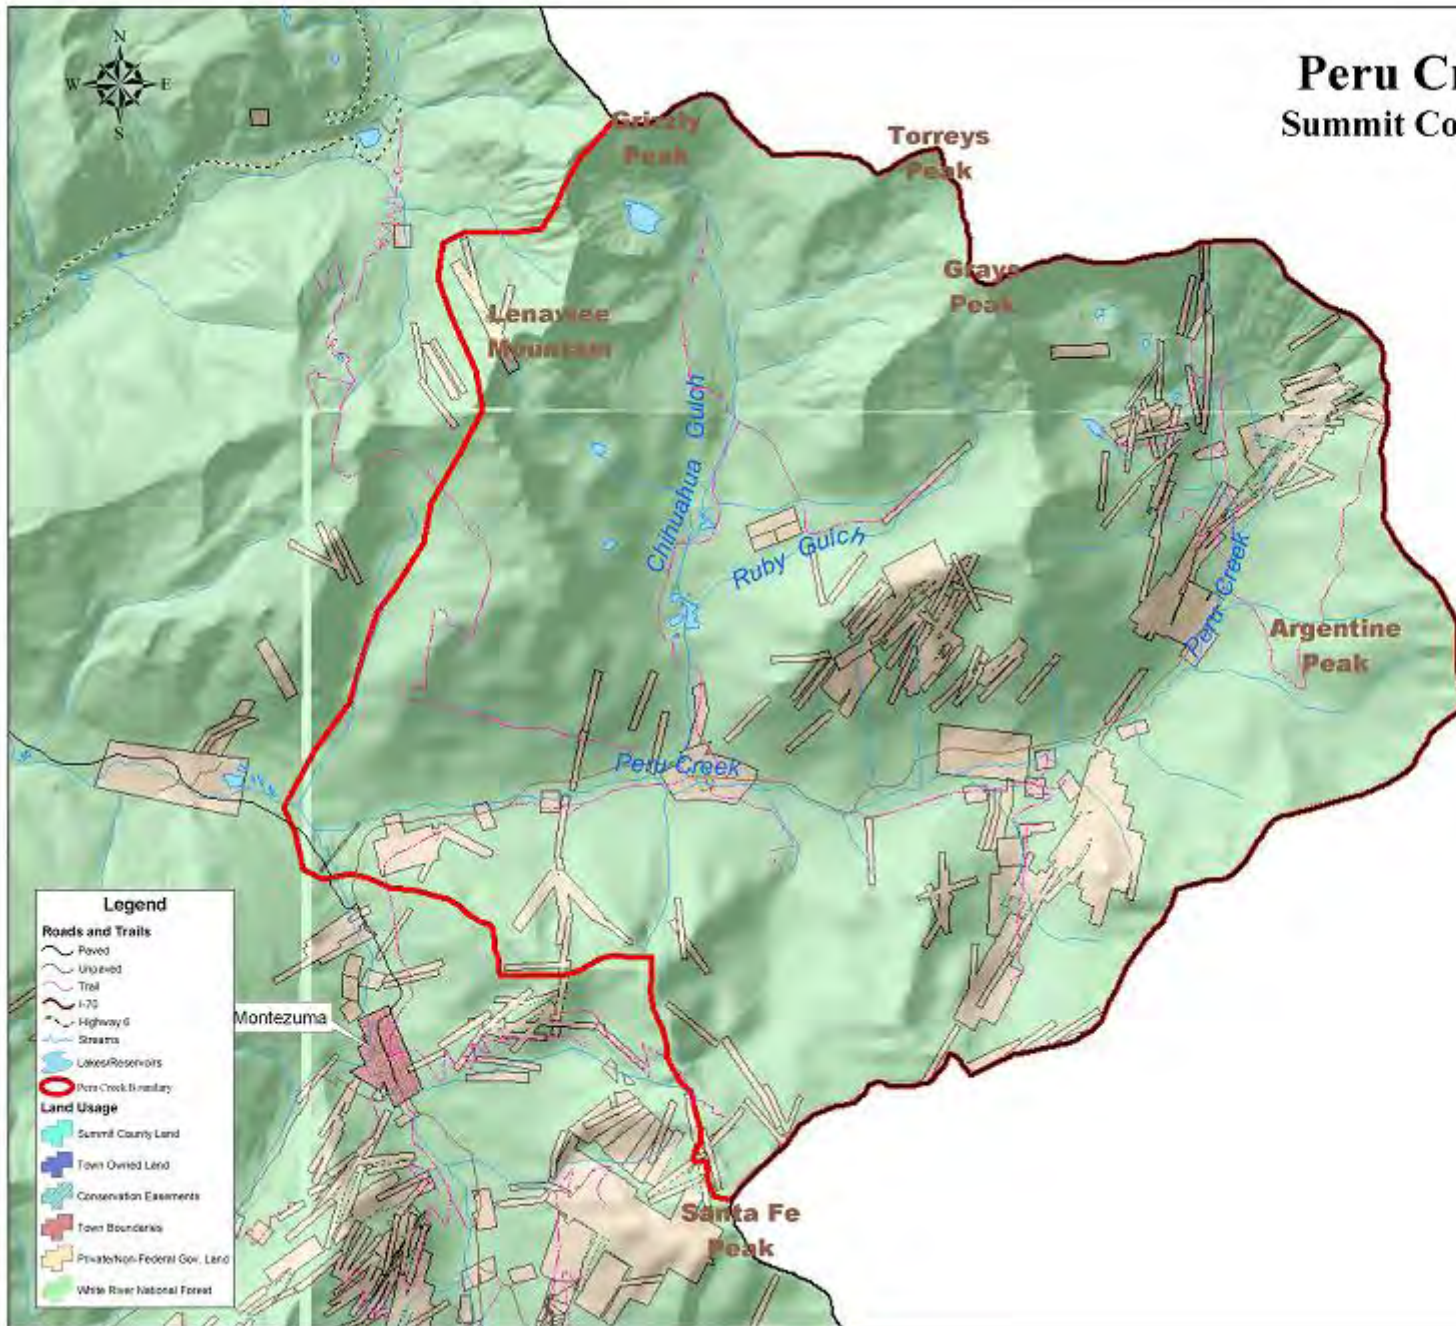 N
W E
S
Peru Cr
Summit Co
Grizzly
Peak
Torreys
Peak
Grays
Peak
Lenawee
Mountain
Chihuahua Gulch
Ruby Gulch
Peru Creek
Argentine
Peak
Peru Creek
Legend
Roads and Trails
Paved
Unpaved
Trail
I-70
Highway 6
Streams
Lakes/Reservoirs
Peru Creek Boundary
Land Usage
Summit County Land
Town Owned Land
Conservation Easements
Town Boundaries
Private/Non-Federal Gov. Land
White River National Forest
Montezuma
Santa Fe
Peak